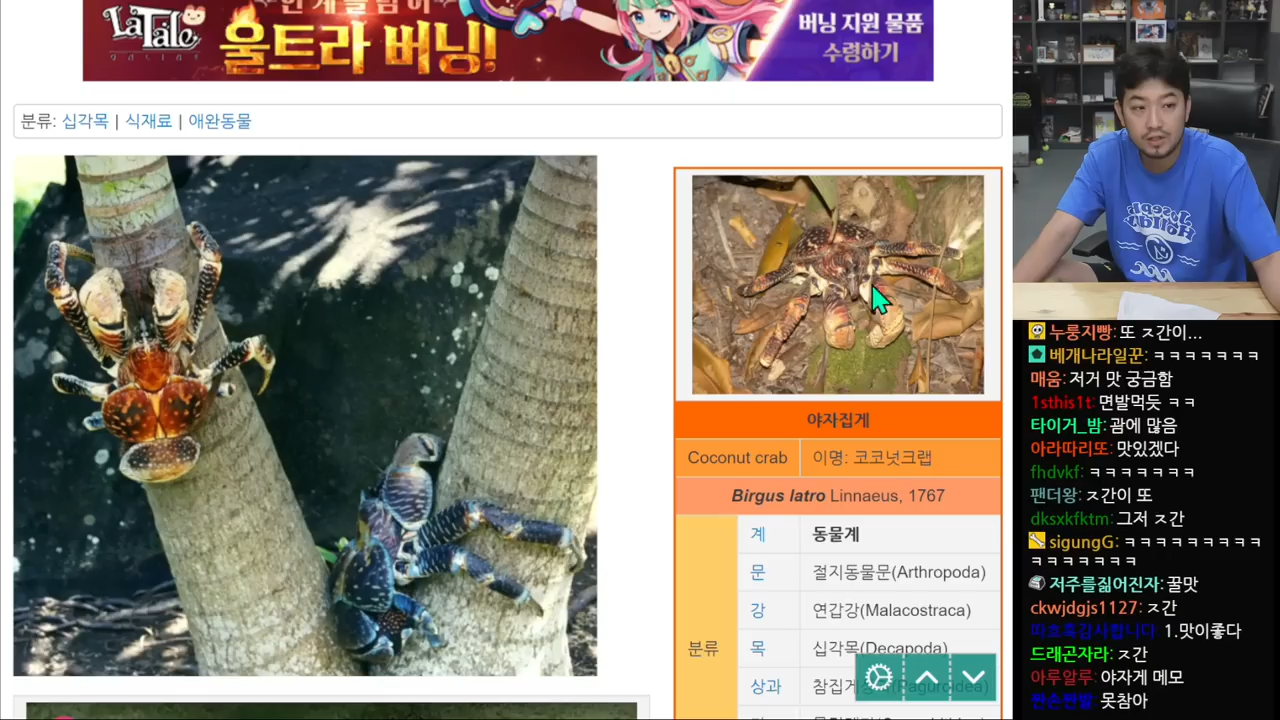 LaTale
울트라 버닝!
버닝 지원 물품
수령하기
분류: 십각목 | 식재료 | 애완동물
야자집게
Coconut crab 이명: 코코넛크랩
Birgus latro Linnaeus, 1767
분류
계 동물계
문 절지동물문(Arthropoda)
강 연갑강(Malacostraca)
목 십각목(Decapoda)
상과
누룽지빵: 또 ㅈ간이...
베개나라일꾼: ㅋㅋㅋㅋㅋㅋㅋ
매움: 저거 맛 궁금함
1sthis1t: 면발먹듯 ㅋㅋ
타이거_밤: 괌에 많음
아라따리또: 맛있겠다
fhdvkf: ㅋㅋㅋㅋㅋㅋㅋ
팬더왕: ㅈ간이 또
dksxkfktm: 그저 ㅈ간
sigungG: ㅋㅋㅋㅋㅋㅋㅋㅋㅋ
ㅋㅋㅋㅋㅋㅋㅋ
저주를짊어진자: 꿀맛
ckwjdgjs1127: ㅈ간
1.맛이좋다
드래곤자라: ㅈ간
아루알루: 야자게 메모
못참아